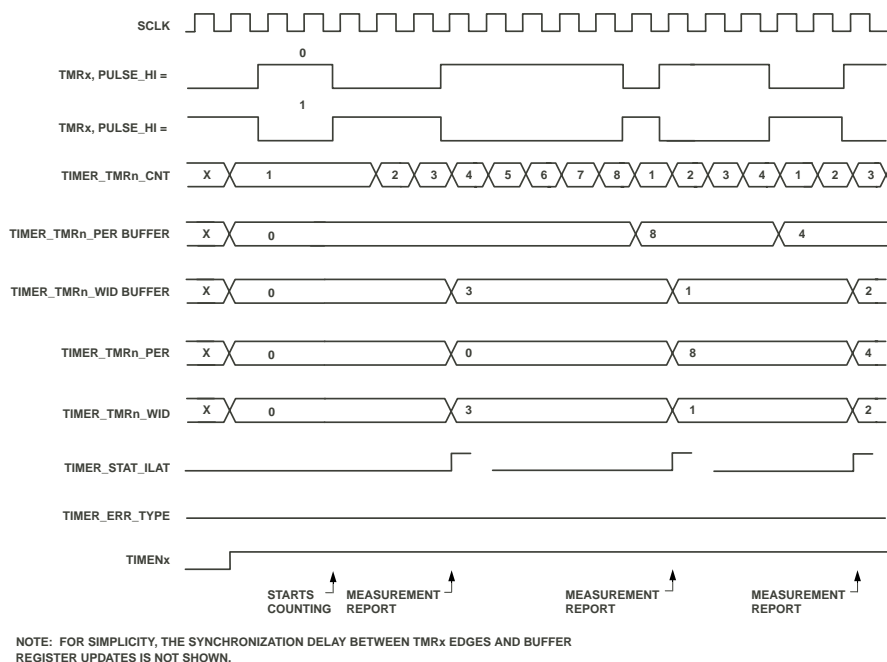 SCLK
0
TMRx, PULSE_HI =
1
TMRx, PULSE_HI =
TIMER_TMRn_CNT X 1 2 3 4 5 6 7 8 1 2 3 4 1 2 3
TIMER_TMRn_PER BUFFER X 0 8 4
TIMER_TMRn_WID BUFFER X 0 3 1 2
TIMER_TMRn_PER X 0 0 8 4
TIMER_TMRn_WID X 0 3 1 2
TIMER_STAT_ILAT
TIMER_ERR_TYPE
TIMENx
STARTS MEASUREMENT MEASUREMENT MEASUREMENT
COUNTING REPORT REPORT REPORT
NOTE: FOR SIMPLICITY, THE SYNCHRONIZATION DELAY BETWEEN TMRx EDGES AND BUFFER
REGISTER UPDATES IS NOT SHOWN.